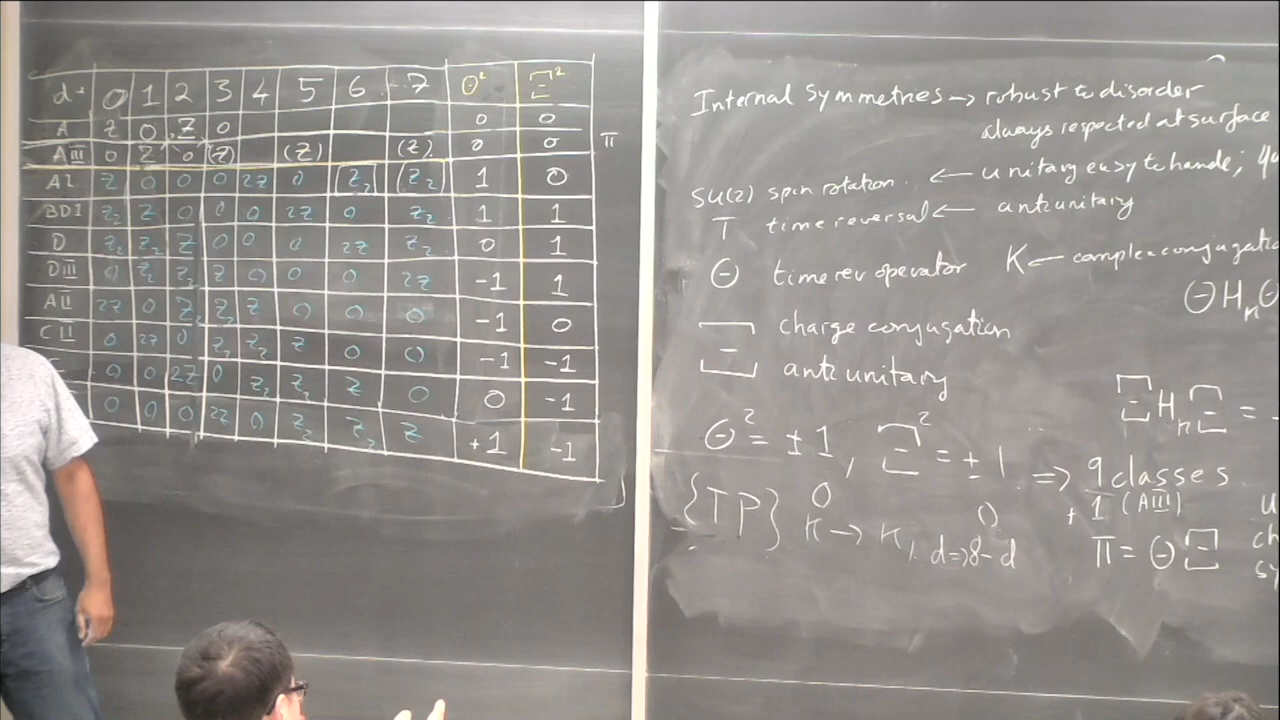 d→ 0 1 2 3 4 5 6 7 Θ² Ξ²
A Z 0 Z 0 0 0
AIII 0 Z 0 (Z) (Z) (Z) 0 0 Π
AI Z 0 0 0 2Z 0 Z₂ (Z₂) 1 0
BDI Z₂ Z 0 0 0 2Z 0 Z₂ 1 1
D Z₂ Z₂ Z 0 0 0 2Z Z₂ 0 1
DIII 0 Z₂ Z₂ Z 0 0 0 2Z -1 1
AII 2Z 0 Z₂ Z₂ Z 0 0 0 -1 0
CII 0 2Z 0 Z₂ Z₂ Z 0 0 -1 -1
0 0 2Z 0 Z₂ Z₂ Z 0 0 -1
0 0 0 2Z 0 Z₂ Z₂ Z +1 -1
Internal Symmetries → robust to disorder
always respected at surface
SU(2) spin rotation ← unitary easy to handle;
T time reversal ← antiunitary
Θ time rev operator K ← complex conjugatio
ΘHₖΘ
Ξ charge conjugation
antiunitary
ΞHₖΞ = -
Θ² = ±1, Ξ² = ±1 ⇒ 9 classes
+ 1 (AIII)
{TP} K → K, d ⇒ 8-d
Π = ΘΞ